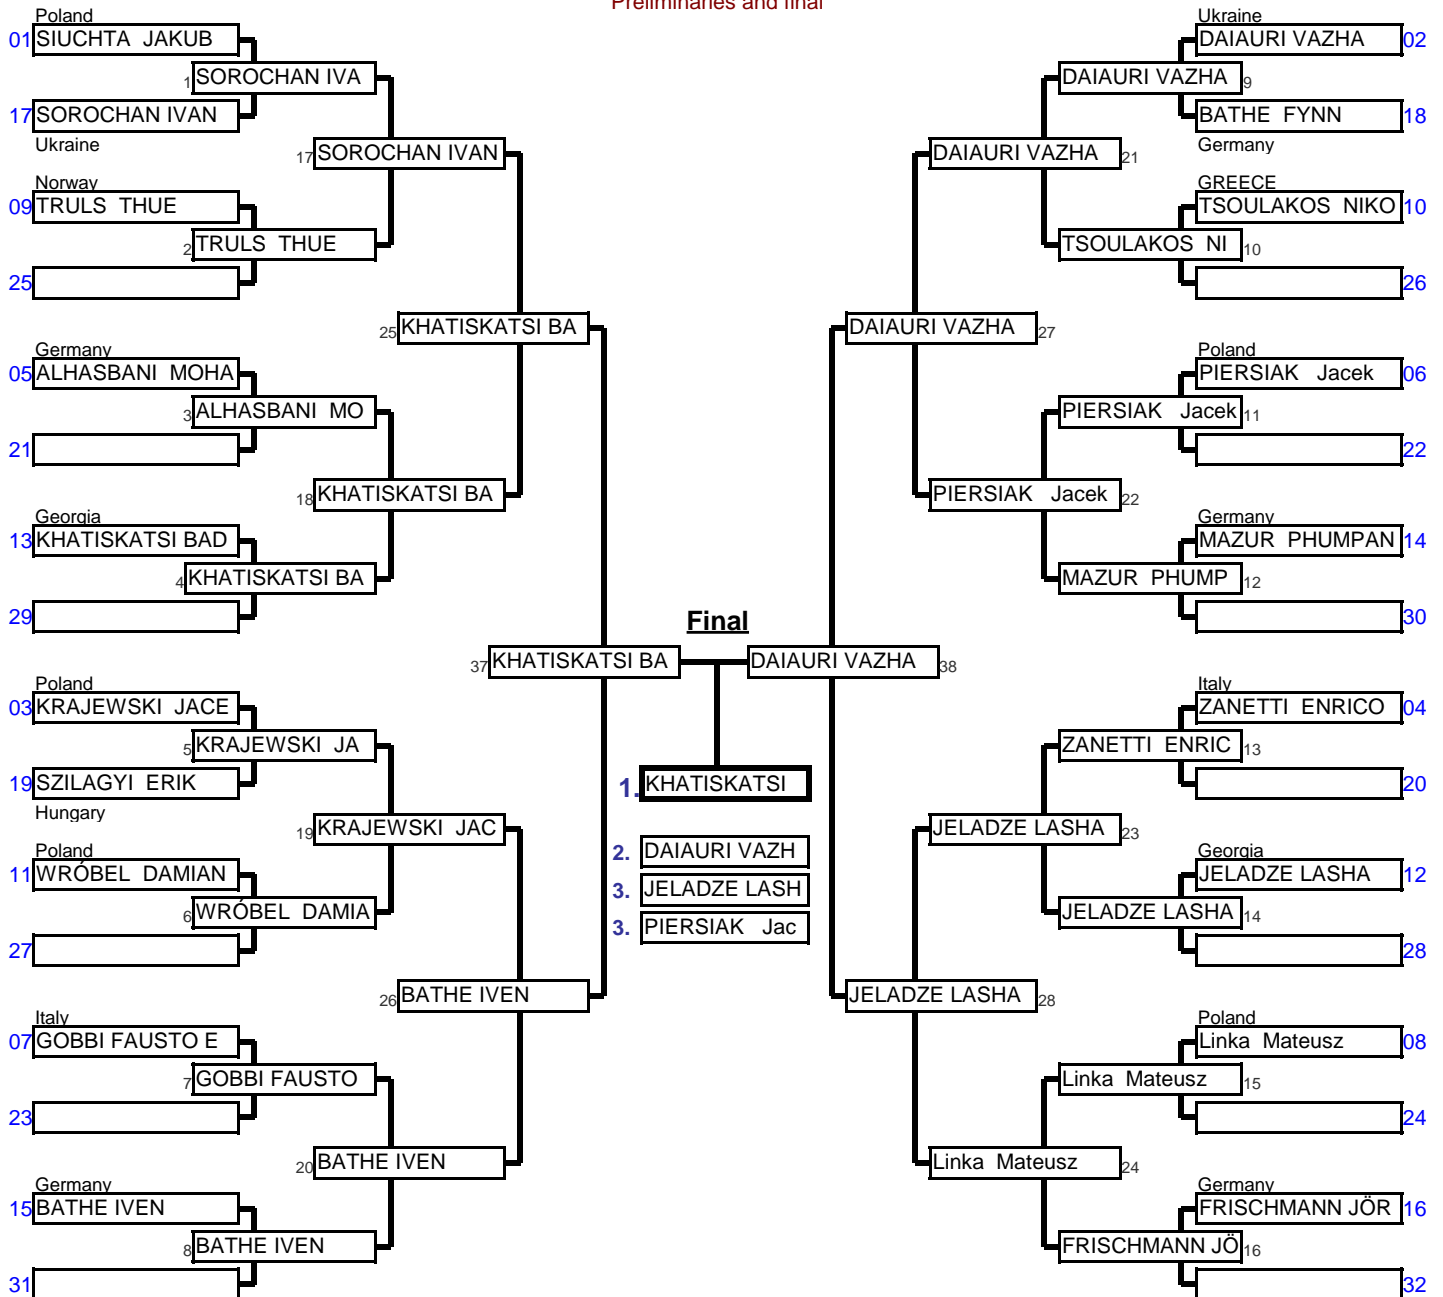 Preliminaries and final
Poland
01 SIUCHTA JAKUB
1 SOROCHAN IVA
17 SOROCHAN IVAN
Ukraine
17 SOROCHAN IVAN
Norway
09 TRULS THUE
2 TRULS THUE
25
25 KHATISKATSI BA
Germany
05 ALHASBANI MOHA
3 ALHASBANI MO
21
18 KHATISKATSI BA
Georgia
13 KHATISKATSI BAD
4 KHATISKATSI BA
29
37 KHATISKATSI BA
Poland
03 KRAJEWSKI JACE
5 KRAJEWSKI JA
19 SZILAGYI ERIK
Hungary
19 KRAJEWSKI JAC
Poland
11 WRÓBEL DAMIAN
6 WRÓBEL DAMIA
27
26 BATHE IVEN
Italy
07 GOBBI FAUSTO E
7 GOBBI FAUSTO
23
20 BATHE IVEN
Germany
15 BATHE IVEN
8 BATHE IVEN
31
Final
1. KHATISKATSI
2. DAIAURI VAZH
3. JELADZE LASH
3. PIERSIAK Jac
Ukraine
DAIAURI VAZHA 02
DAIAURI VAZHA 9
BATHE FYNN 18
Germany
DAIAURI VAZHA 21
GREECE
TSOULAKOS NIKO 10
TSOULAKOS NI 10
26
DAIAURI VAZHA 27
Poland
PIERSIAK Jacek 06
PIERSIAK Jacek 11
22
PIERSIAK Jacek 22
Germany
MAZUR PHUMPAN 14
MAZUR PHUMP 12
30
DAIAURI VAZHA 38
Italy
ZANETTI ENRICO 04
ZANETTI ENRIC 13
20
JELADZE LASHA 23
Georgia
JELADZE LASHA 12
JELADZE LASHA 14
28
JELADZE LASHA 28
Poland
Linka Mateusz 08
Linka Mateusz 15
24
Linka Mateusz 24
Germany
FRISCHMANN JÖR 16
FRISCHMANN JÖ 16
32